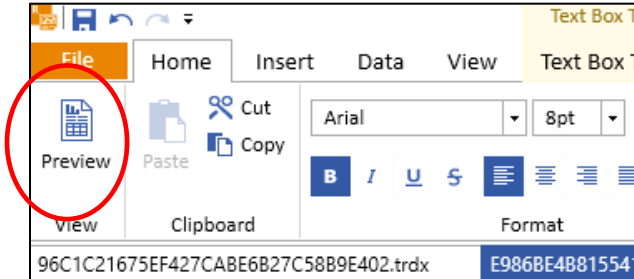 Text Box T
File Home Insert Data View Text Box T
Preview Paste Cut Arial 8pt
Copy
B I U S
View Clipboard Format
96C1C21675EF427CABE6B27C58B9E402.trdx E986BE4B81554